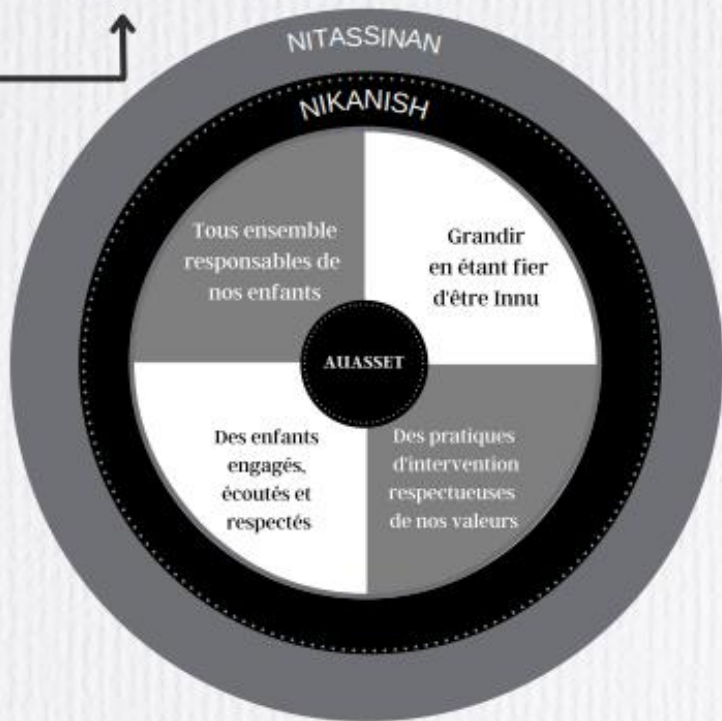 NITASSINAN
NIKANISH
Tous ensemble
responsables de
nos enfants
Grandir
en étant fier
d'être Innu
AUASSET
Des enfants
engagés,
écoutés et
respectés
Des pratiques
d'intervention
respectueuses
de nos valeurs